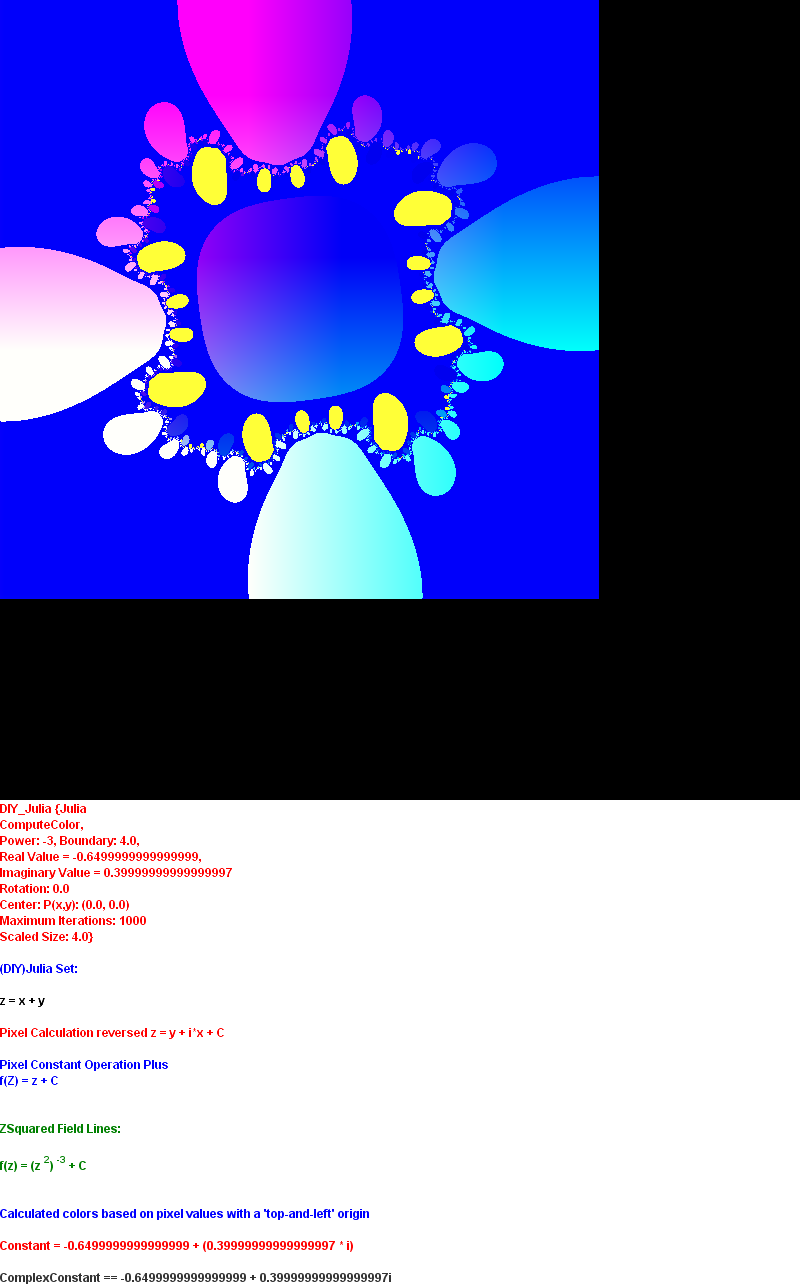 DIY_Julia {Julia
ComputeColor,
Power: -3, Boundary: 4.0,
Real Value = -0.6499999999999999,
Imaginary Value = 0.39999999999999997
Rotation: 0.0
Center: P(x,y): (0.0, 0.0)
Maximum Iterations: 1000
Scaled Size: 4.0}
(DIY)Julia Set:
z = x + y
Pixel Calculation reversed z = y + i*x + C
Pixel Constant Operation Plus
f(Z) = z + C
ZSquared Field Lines:
f(z) = (z ²) ⁻³ + C
Calculated colors based on pixel values with a 'top-and-left' origin
Constant = -0.6499999999999999 + (0.39999999999999997 * i)
ComplexConstant == -0.6499999999999999 + 0.39999999999999997i